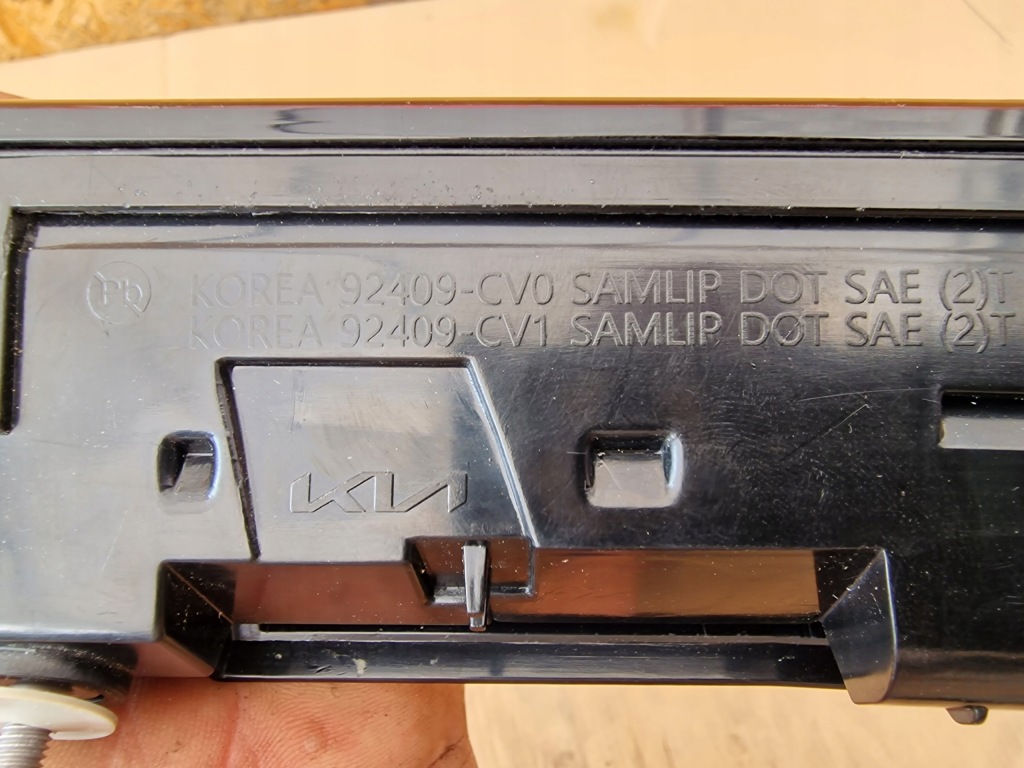 Pb KOREA 92409-CV0 SAMLIP DOT SAE (2)T
KOREA 92409-CV1 SAMLIP DOT SAE (2)T
KIA